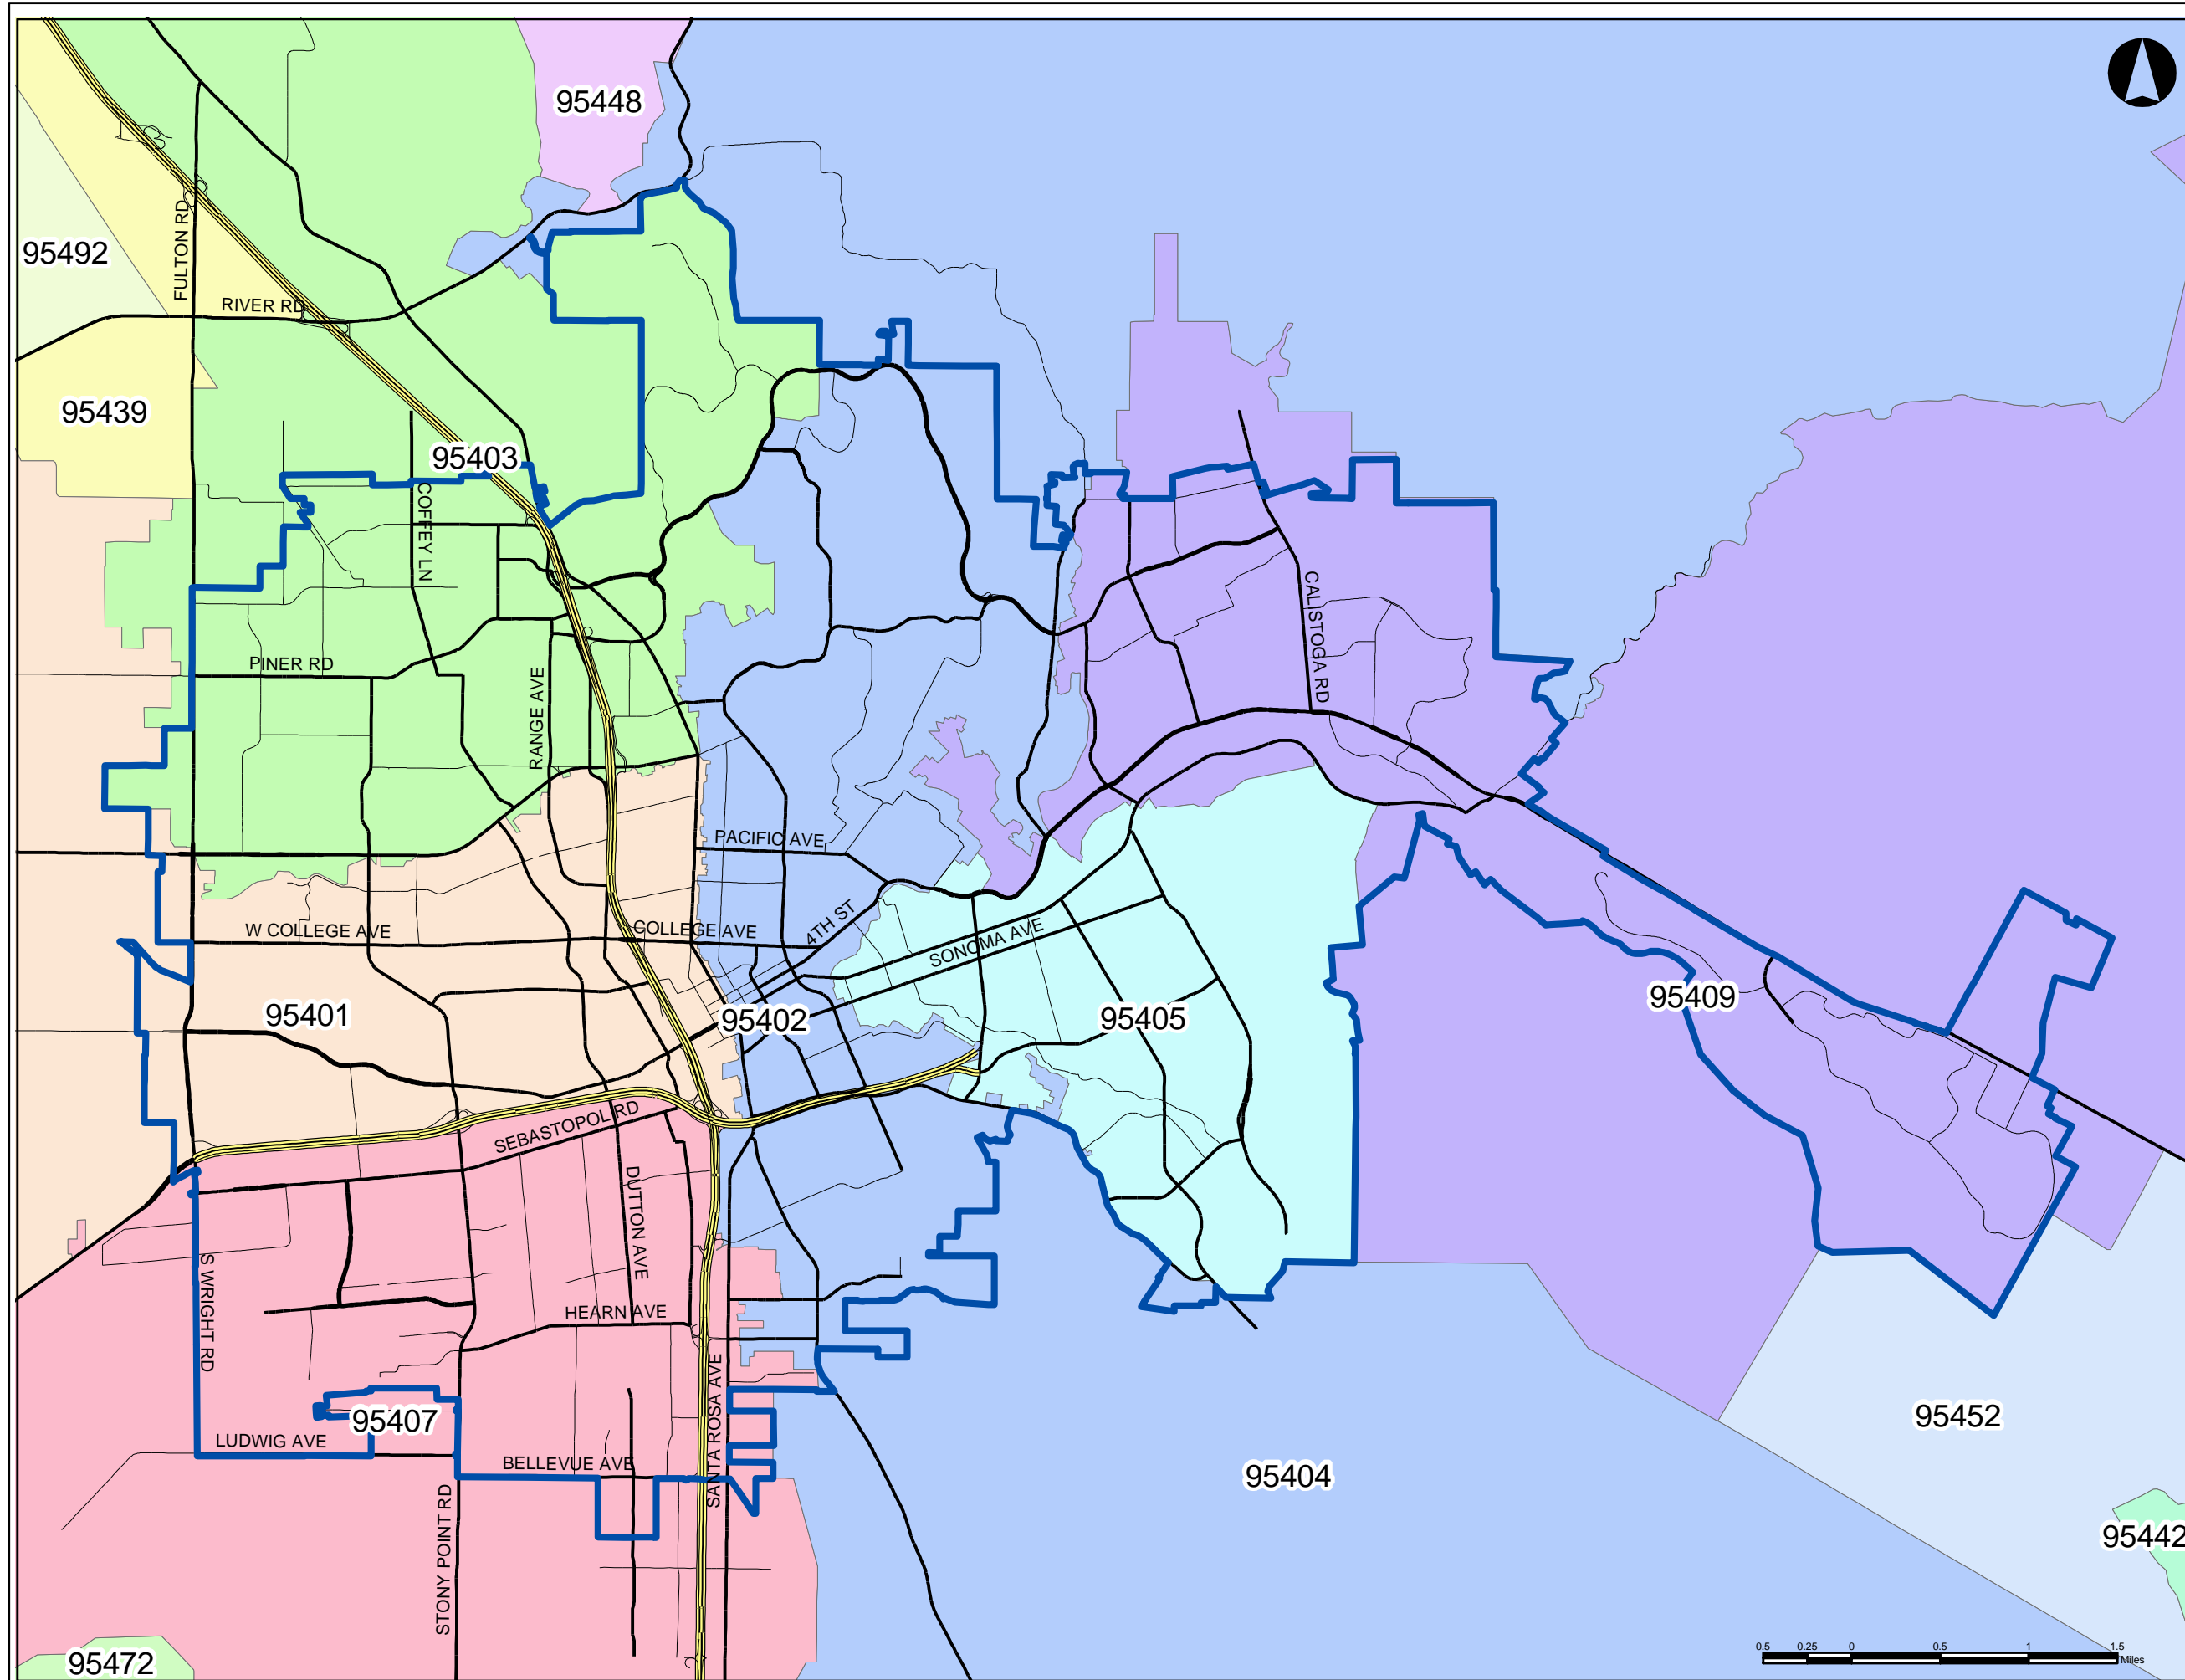 95448
FULTON RD
95492
RIVER RD
95439
95403
COFFEY LN
CALISTOGA RD
PINER RD
RANGE AVE
PACIFIC AVE
4TH ST
W COLLEGE AVE
COLLEGE AVE
SONOMA AVE
95409
95401
95402
95405
SEBASTOPOL RD
DUTTON AVE
S WRIGHT RD
HEARN AVE
SANTA ROSA AVE
95407
95452
LUDWIG AVE
BELLEVUE AVE
95404
STONY POINT RD
95442
95472
0.5 0.25 0 0.5 1 1.5
Miles